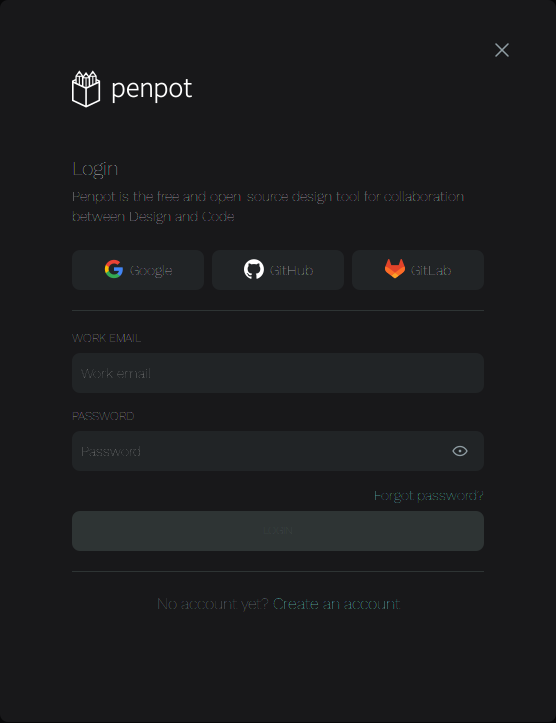 penpot
Login
Penpot is the free and open-source design tool for collaboration
between Design and Code
Google
GitHub
GitLab
WORK EMAIL
Work email
PASSWORD
Password
Forgot password?
No account yet? Create an account